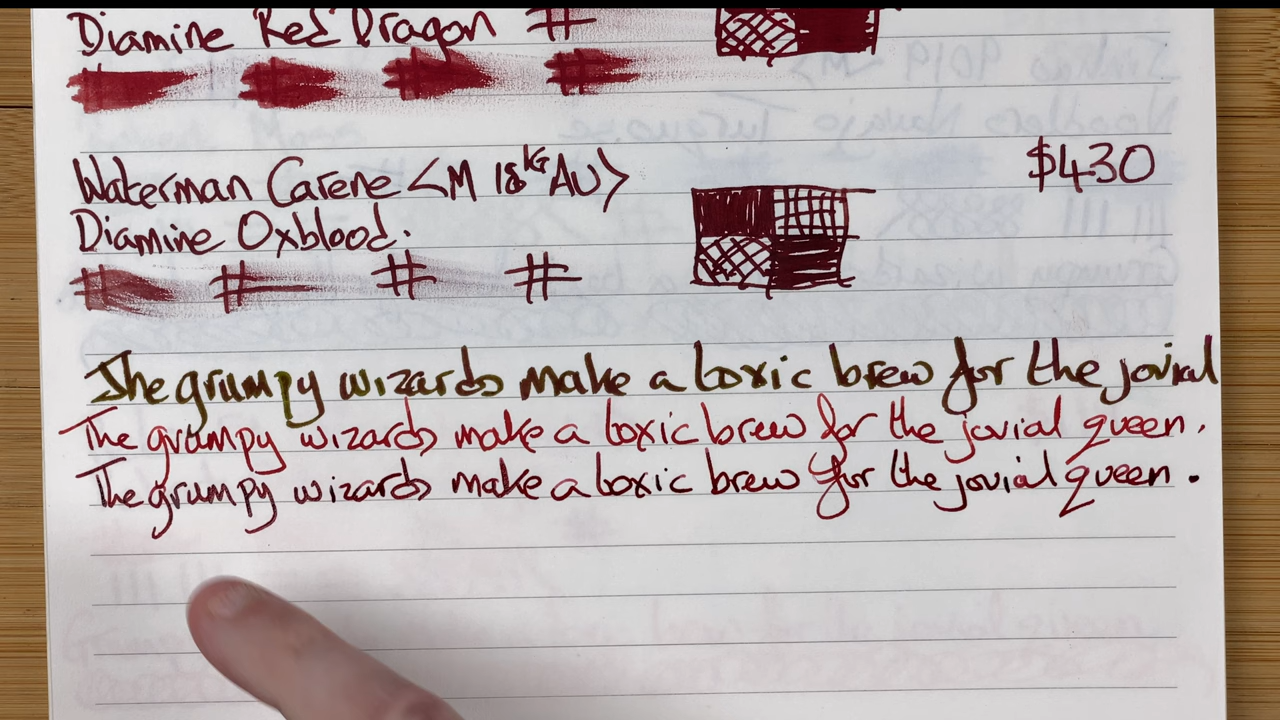 Diamine Red Dragon #
# # # #
Waterman Carene <M 18KG AU> $430
Diamine Oxblood.
# # # #
The grumpy wizards make a toxic brew for the jovial
The grumpy wizards make a toxic brew for the jovial queen.
The grumpy wizards make a toxic brew for the jovial queen.